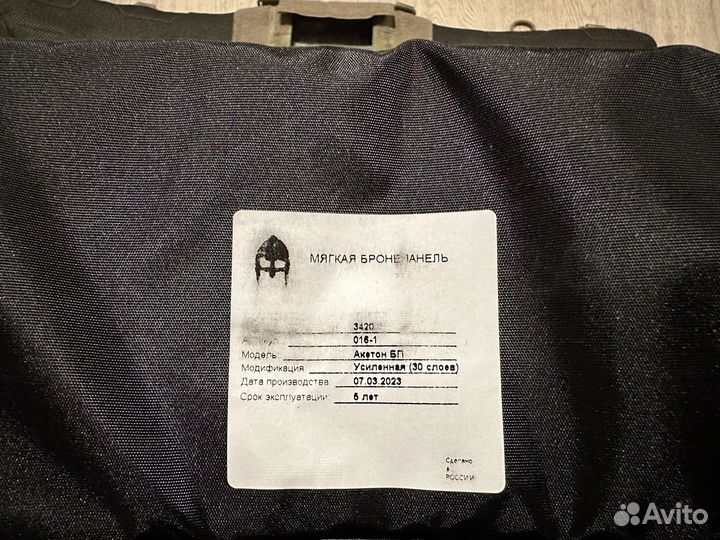 МЯГКАЯ БРОНЕПАНЕЛЬ
3420
016-1
Модель: Акетон БП
Модификация Усиленная (30 слоев)
Дата производства 07.03.2023
Срок эксплуатации: 5 лет
Сделано
в
РОССИИ
Avito